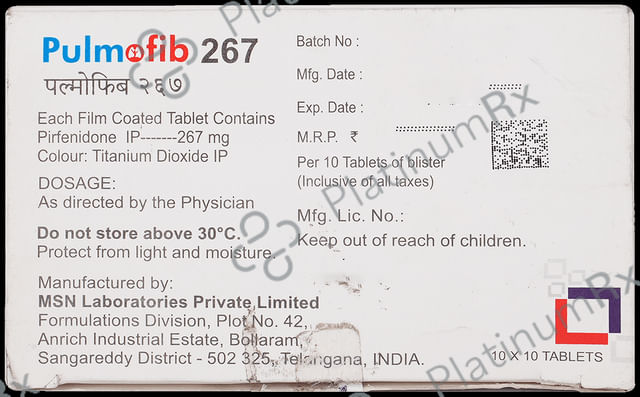 Pulmofib 267
पल्मोफिब २६७
Each Film Coated Tablet Contains
Pirfenidone IP-------267 mg
Colour: Titanium Dioxide IP
DOSAGE:
As directed by the Physician
Do not store above 30°C.
Protect from light and moisture.
Manufactured by:
MSN Laboratories Private Limited
Formulations Division, Plot No. 42,
Anrich Industrial Estate, Bollaram,
Sangareddy District - 502 325, Telangana, INDIA.
Batch No :
Mfg. Date :
Exp. Date :
M.R.P. ₹
Per 10 Tablets of blister
(Inclusive of all taxes)
Mfg. Lic. No.:
Keep out of reach of children.
10 X 10 TABLETS
PlatinumRx
PlatinumRx
PlatinumRx